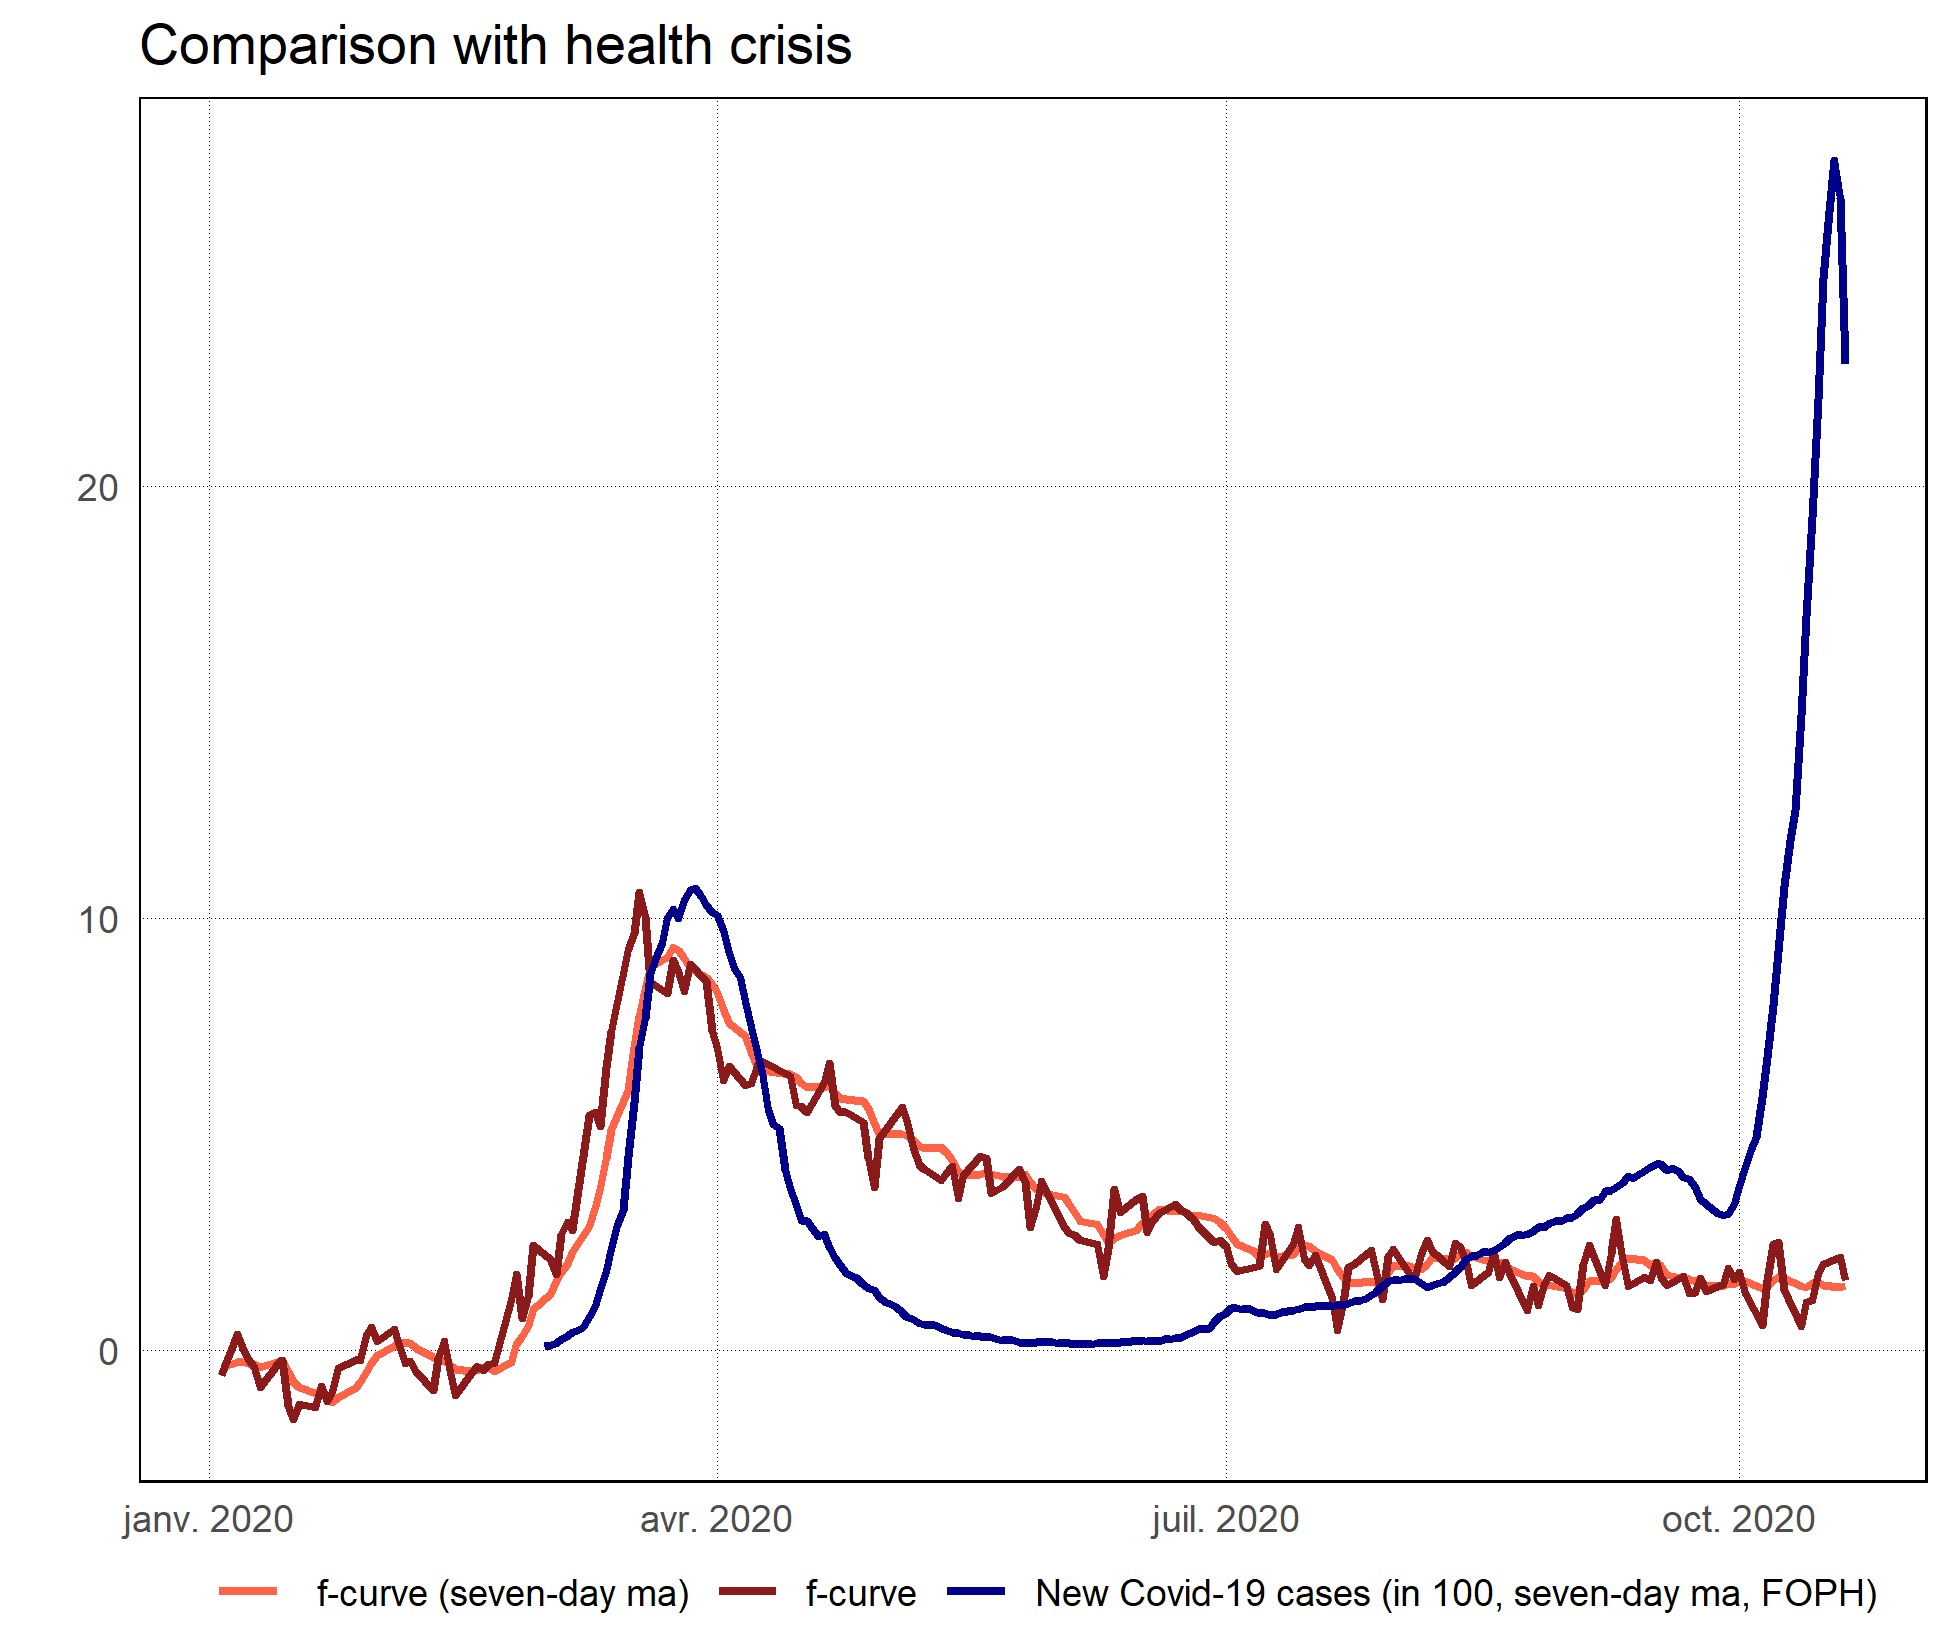 Comparison with health crisis
20
10
0
janv. 2020 avr. 2020 juil. 2020 oct. 2020
f-curve (seven-day ma) f-curve New Covid-19 cases (in 100, seven-day ma, FOPH)